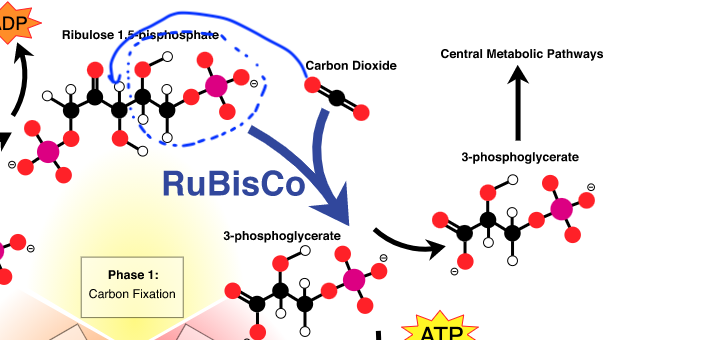 ADP
Ribulose 1,5-bisphosphate
Carbon Dioxide
Central Metabolic Pathways
3-phosphoglycerate
RuBisCo
3-phosphoglycerate
Phase 1:
Carbon Fixation
ATP